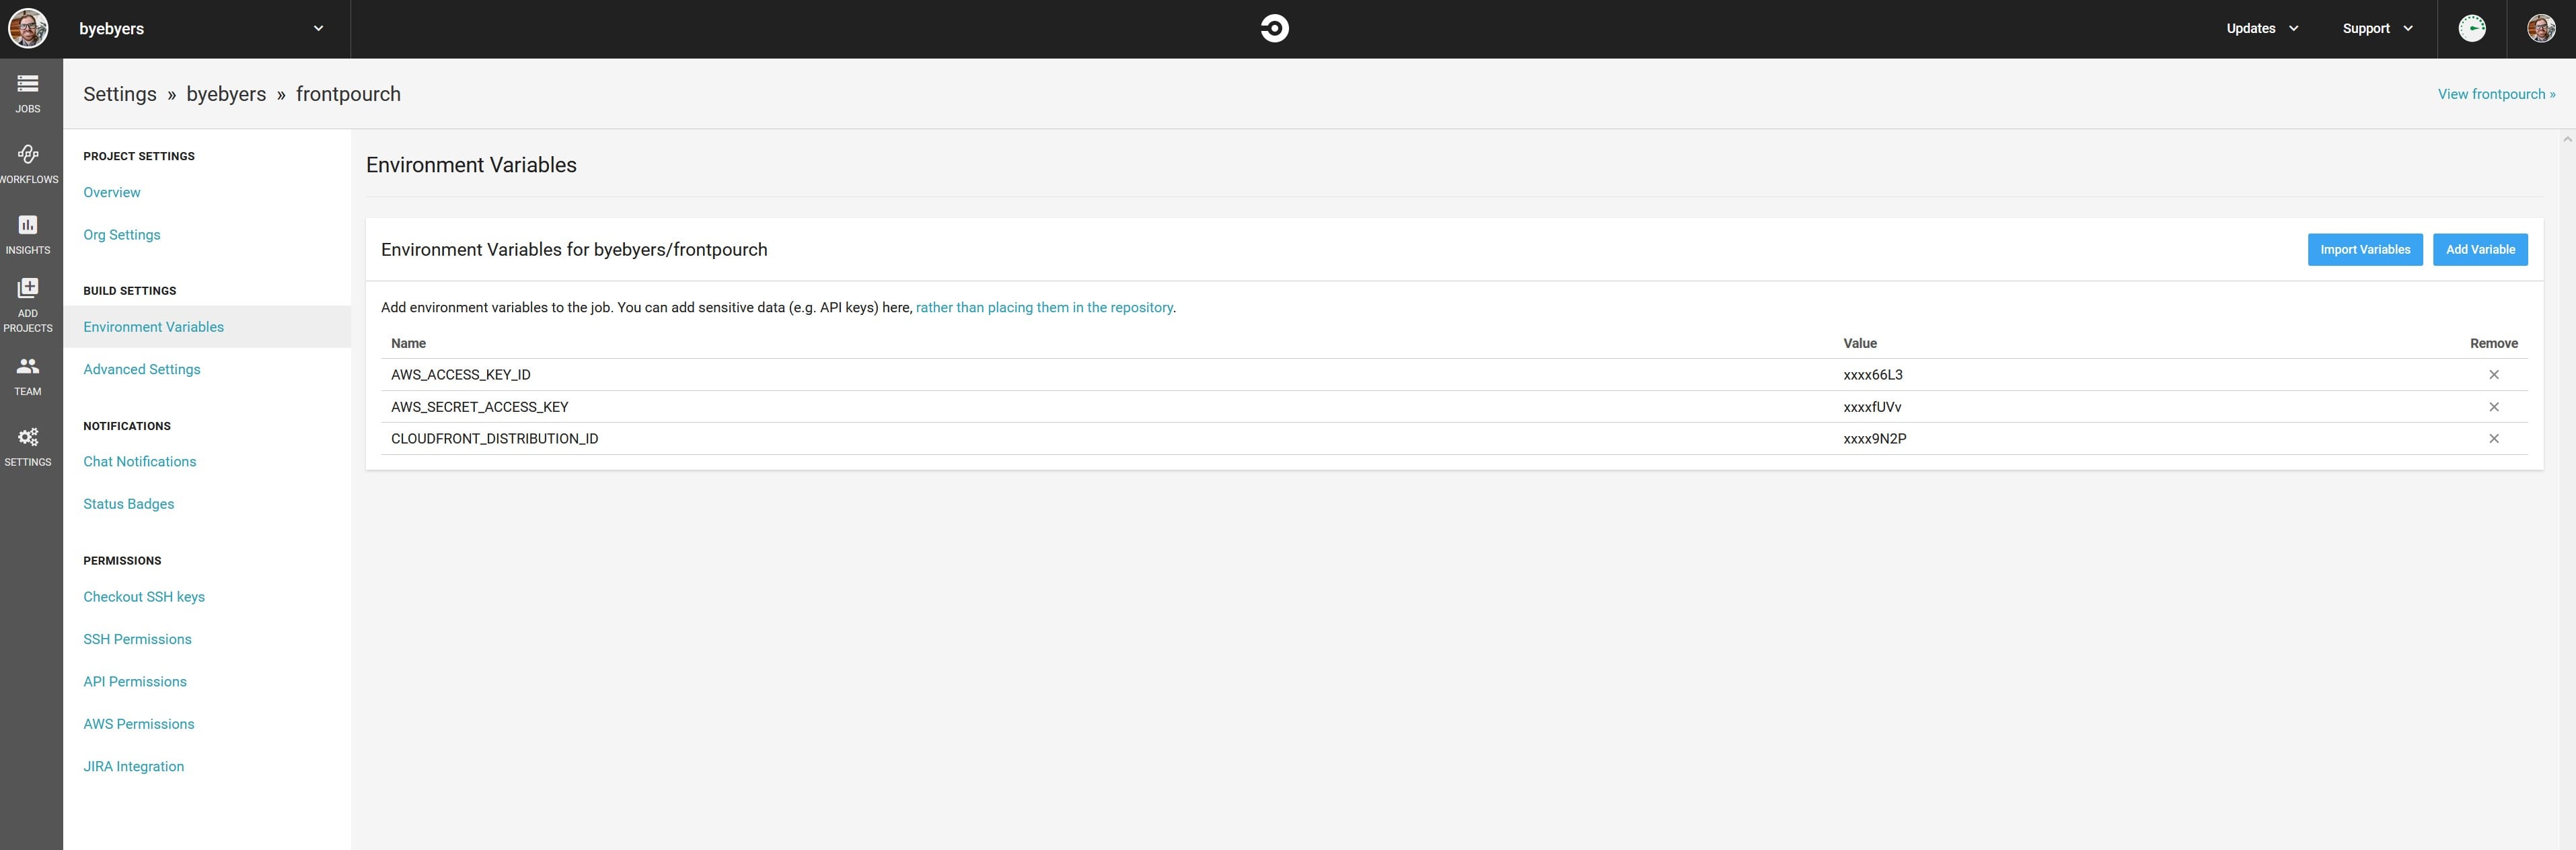 byebyers
Updates
Support
JOBS
WORKFLOWS
INSIGHTS
ADD
PROJECTS
TEAM
SETTINGS
Settings » byebyers » frontpourch
View frontpourch »
PROJECT SETTINGS
Overview
Org Settings
BUILD SETTINGS
Environment Variables
Advanced Settings
NOTIFICATIONS
Chat Notifications
Status Badges
PERMISSIONS
Checkout SSH keys
SSH Permissions
API Permissions
AWS Permissions
JIRA Integration
Environment Variables
Environment Variables for byebyers/frontpourch
Import Variables
Add Variable
Add environment variables to the job. You can add sensitive data (e.g. API keys) here, rather than placing them in the repository.
Name Value Remove
AWS_ACCESS_KEY_ID xxxx66L3
AWS_SECRET_ACCESS_KEY xxxxfUVv
CLOUDFRONT_DISTRIBUTION_ID xxxx9N2P